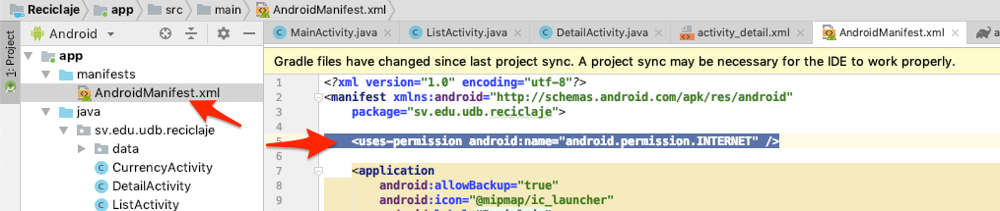 Reciclaje app src main AndroidManifest.xml
1: Project
Android
app
manifests
AndroidManifest.xml
java
sv.edu.udb.reciclaje
data
CurrencyActivity
DetailActivity
ListActivity
MainActivity.java ListActivity.java DetailActivity.java activity_detail.xml AndroidManifest.xml a
Gradle files have changed since last project sync. A project sync may be necessary for the IDE to work properly.
1 <?xml version="1.0" encoding="utf-8"?>
2 <manifest xmlns:android="http://schemas.android.com/apk/res/android"
3 package="sv.edu.udb.reciclaje">
4
5 <uses-permission android:name="android.permission.INTERNET" />
6
7 <application
8 android:allowBackup="true"
9 android:icon="@mipmap/ic_launcher"